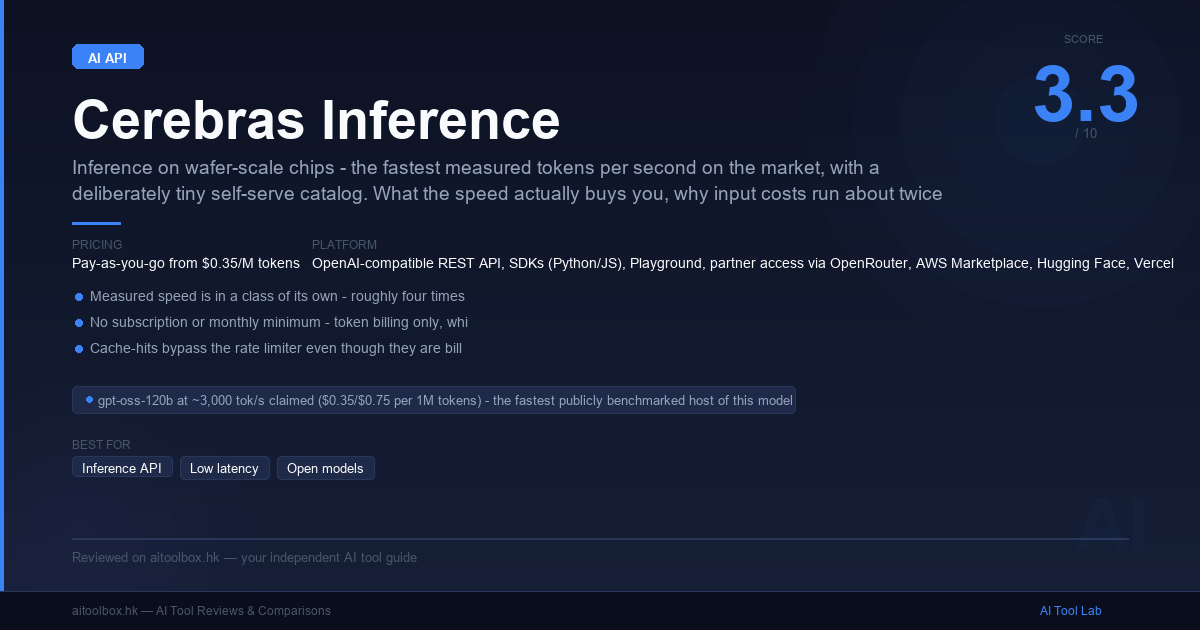 AI API
SCORE
3.3
/ 10
Cerebras Inference
Inference on wafer-scale chips - the fastest measured tokens per second on the market, with a
deliberately tiny self-serve catalog. What the speed actually buys you, why input costs run about twice
PRICING
Pay-as-you-go from $0.35/M tokens
PLATFORM
OpenAI-compatible REST API, SDKs (Python/JS), Playground, partner access via OpenRouter, AWS Marketplace, Hugging Face, Vercel
Measured speed is in a class of its own - roughly four times
No subscription or monthly minimum - token billing only, whi
Cache-hits bypass the rate limiter even though they are bill
gpt-oss-120b at ~3,000 tok/s claimed ($0.35/$0.75 per 1M tokens) - the fastest publicly benchmarked host of this model
BEST FOR
Inference API
Low latency
Open models
AI
Reviewed on aitoolbox.hk — your independent AI tool guide
aitoolbox.hk — AI Tool Reviews & Comparisons
AI Tool Lab